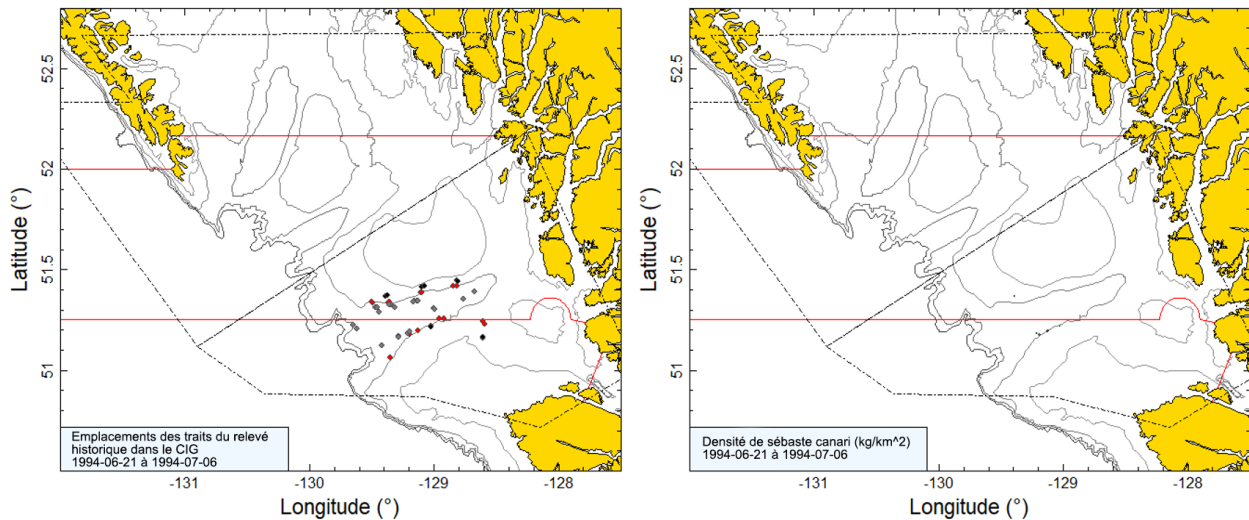 52.5
52
51.5
51
Latitude (°)
Emplacements des traits du relevé
historique dans le CIG
1994-06-21 à 1994-07-06
-131
-130
-129
-128
Longitude (°)
52.5
52
51.5
51
Latitude (°)
Densité de sébaste canari (kg/km^2)
1994-06-21 à 1994-07-06
-131
-130
-129
-128
Longitude (°)